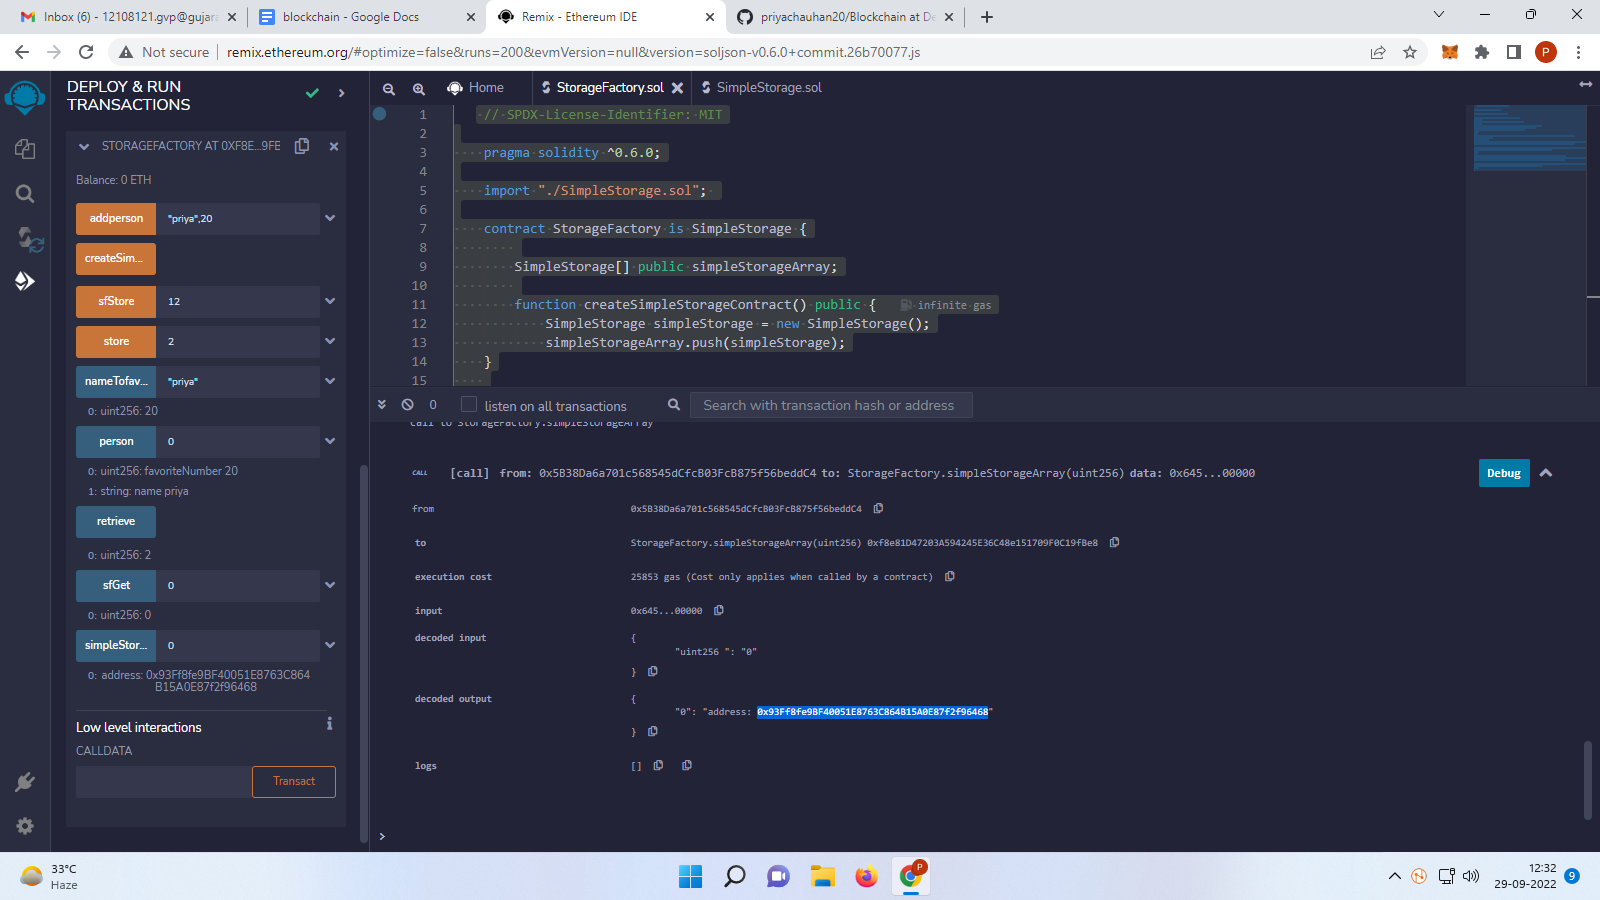 Inbox (6) - 12108121.gvp@gujara
blockchain - Google Docs
Remix - Ethereum IDE
priyachauhan20/Blockchain at De
Not secure
remix.ethereum.org/#optimize=false&runs=200&evmVersion=null&version=soljson-v0.6.0+commit.26b70077.js
P
DEPLOY & RUN
TRANSACTIONS
STORAGEFACTORY AT 0XF8E...9FE
Balance: 0 ETH
addperson "priya",20
createSim...
sfStore 12
store 2
nameTofav... "priya"
0: uint256: 20
person 0
0: uint256: favoriteNumber 20
1: string: name priya
retrieve
0: uint256: 2
sfGet 0
0: uint256: 0
simpleStor... 0
0: address: 0x93Ff8fe9BF40051E8763C864
B15A0E87f2f96468
Low level interactions
i
CALLDATA
Transact
Home
StorageFactory.sol
SimpleStorage.sol
1 // SPDX-License-Identifier: MIT
2
3 pragma solidity ^0.6.0;
4
5 import "./SimpleStorage.sol";
6
7 contract StorageFactory is SimpleStorage {
8
9 SimpleStorage[] public simpleStorageArray;
10
11 function createSimpleStorageContract() public { infinite gas
12 SimpleStorage simpleStorage = new SimpleStorage();
13 simpleStorageArray.push(simpleStorage);
14 }
15
0
listen on all transactions
Search with transaction hash or address
call to StorageFactory.simpleStorageArray
CALL [call] from: 0x5B38Da6a701c568545dCfcB03FcB875f56beddC4 to: StorageFactory.simpleStorageArray(uint256) data: 0x645...00000
Debug
from 0x5B38Da6a701c568545dCfcB03FcB875f56beddC4
to StorageFactory.simpleStorageArray(uint256) 0xf8e81D47203A594245E36C48e151709F0C19fBe8
execution cost 25853 gas (Cost only applies when called by a contract)
input 0x645...00000
decoded input {
"uint256 ": "0"
}
decoded output {
"0": "address: 0x93Ff8fe9BF40051E8763C864B15A0E87f2f96468"
}
logs []
>
33°C
Haze
P
12:32
29-09-2022
9